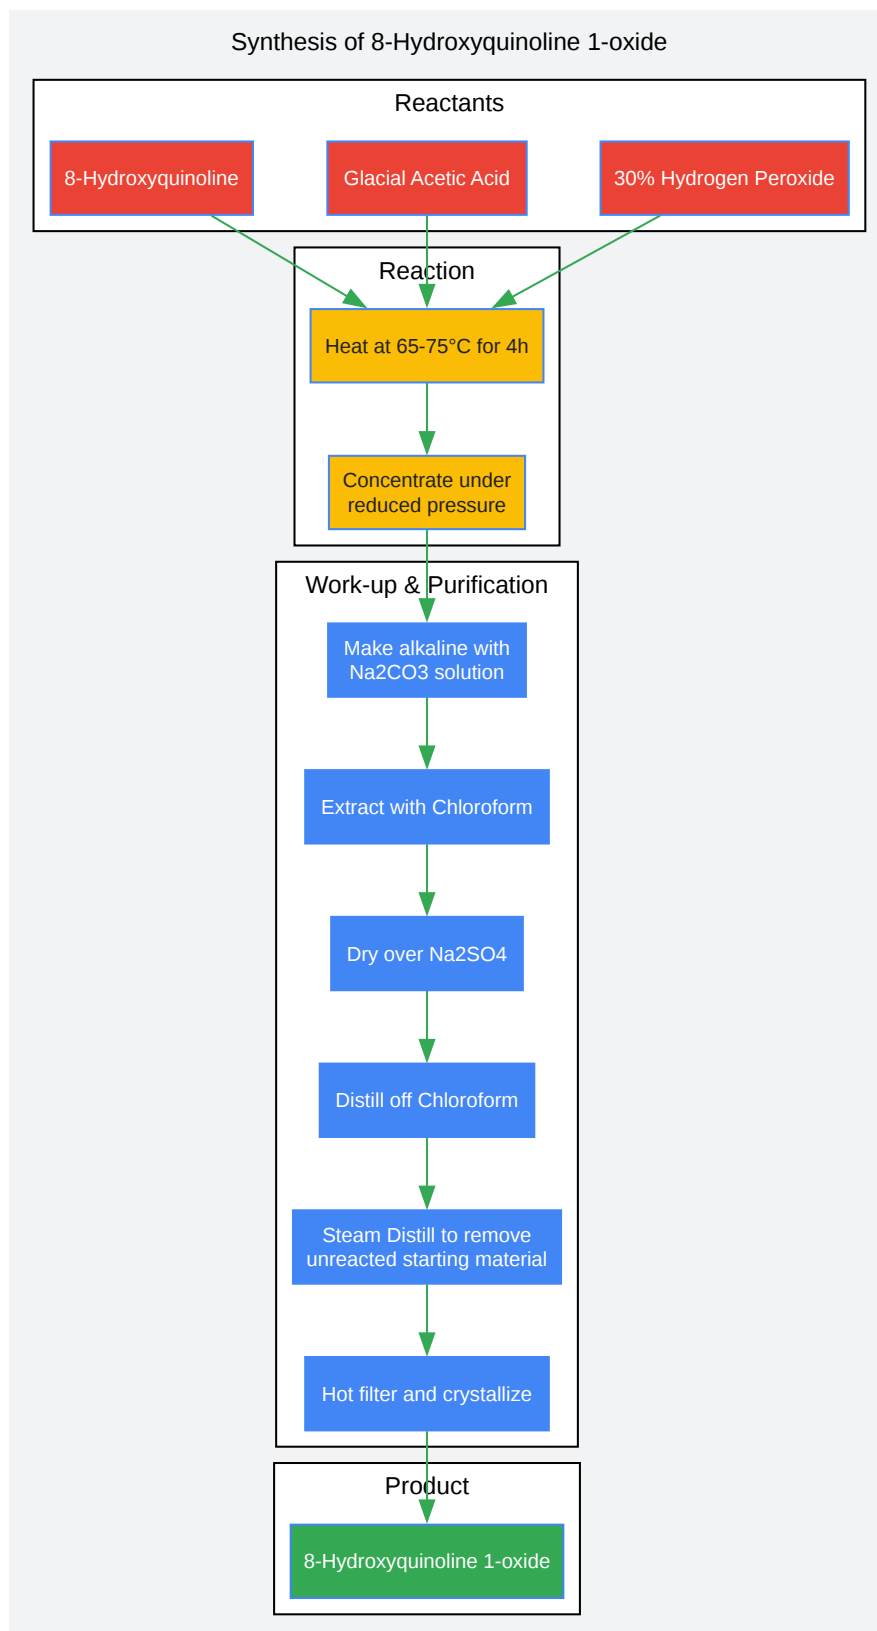 Synthesis of 8-Hydroxyquinoline 1-oxide
Reactants
8-Hydroxyquinoline
Glacial Acetic Acid
30% Hydrogen Peroxide
Reaction
Heat at 65-75°C for 4h
Concentrate under
reduced pressure
Work-up & Purification
Make alkaline with
Na2CO3 solution
Extract with Chloroform
Dry over Na2SO4
Distill off Chloroform
Steam Distill to remove
unreacted starting material
Hot filter and crystallize
Product
8-Hydroxyquinoline 1-oxide